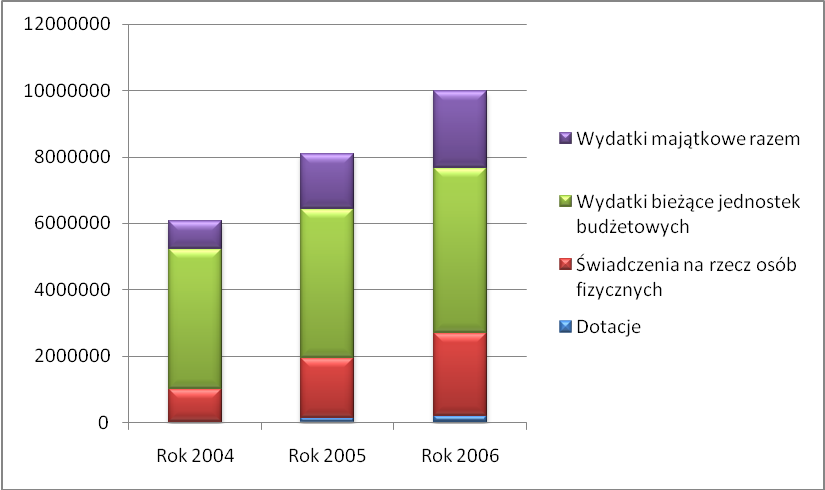 12000000
10000000
8000000
6000000
4000000
2000000
0
Rok 2004
Rok 2005
Rok 2006
Wydatki majątkowe razem
Wydatki bieżące jednostek
budżetowych
Świadczenia na rzecz osób
fizycznych
Dotacje